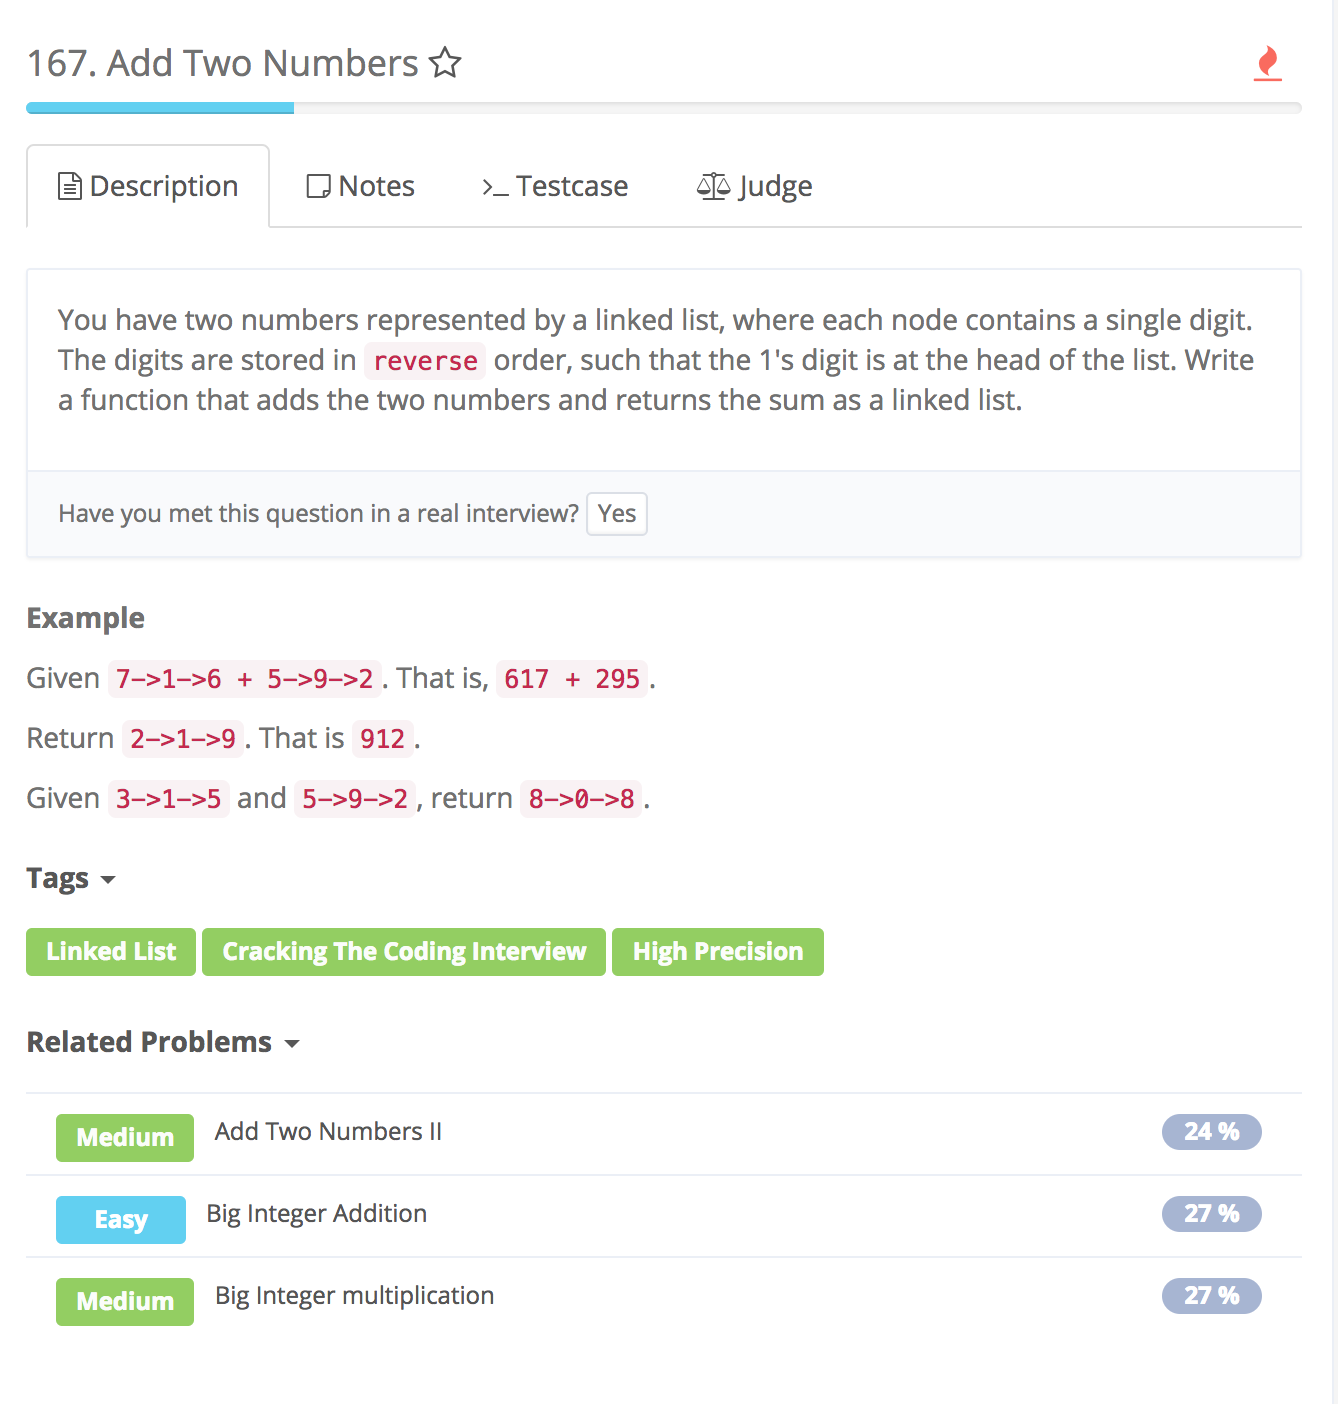 167. Add Two Numbers
Description Notes >_ Testcase Judge
You have two numbers represented by a linked list, where each node contains a single digit.
The digits are stored in reverse order, such that the 1's digit is at the head of the list. Write
a function that adds the two numbers and returns the sum as a linked list.
Have you met this question in a real interview? Yes
Example
Given 7->1->6 + 5->9->2. That is, 617 + 295.
Return 2->1->9. That is 912.
Given 3->1->5 and 5->9->2, return 8->0->8.
Tags
Linked List Cracking The Coding Interview High Precision
Related Problems
Medium Add Two Numbers II 24 %
Easy Big Integer Addition 27 %
Medium Big Integer multiplication 27 %